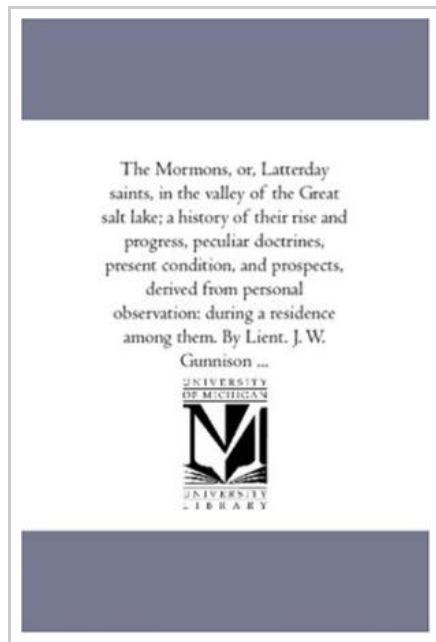 The Mormons, or, Latterday
saints, in the valley of the Great
salt lake; a history of their rise and
progress, peculiar doctrines,
present condition, and prospects,
derived from personal
observation: during a residence
among them. By Lient. J. W.
Gunnison ...
UNIVERSITY
OF MICHIGAN
M
UNIVERSITY
LIBRARY